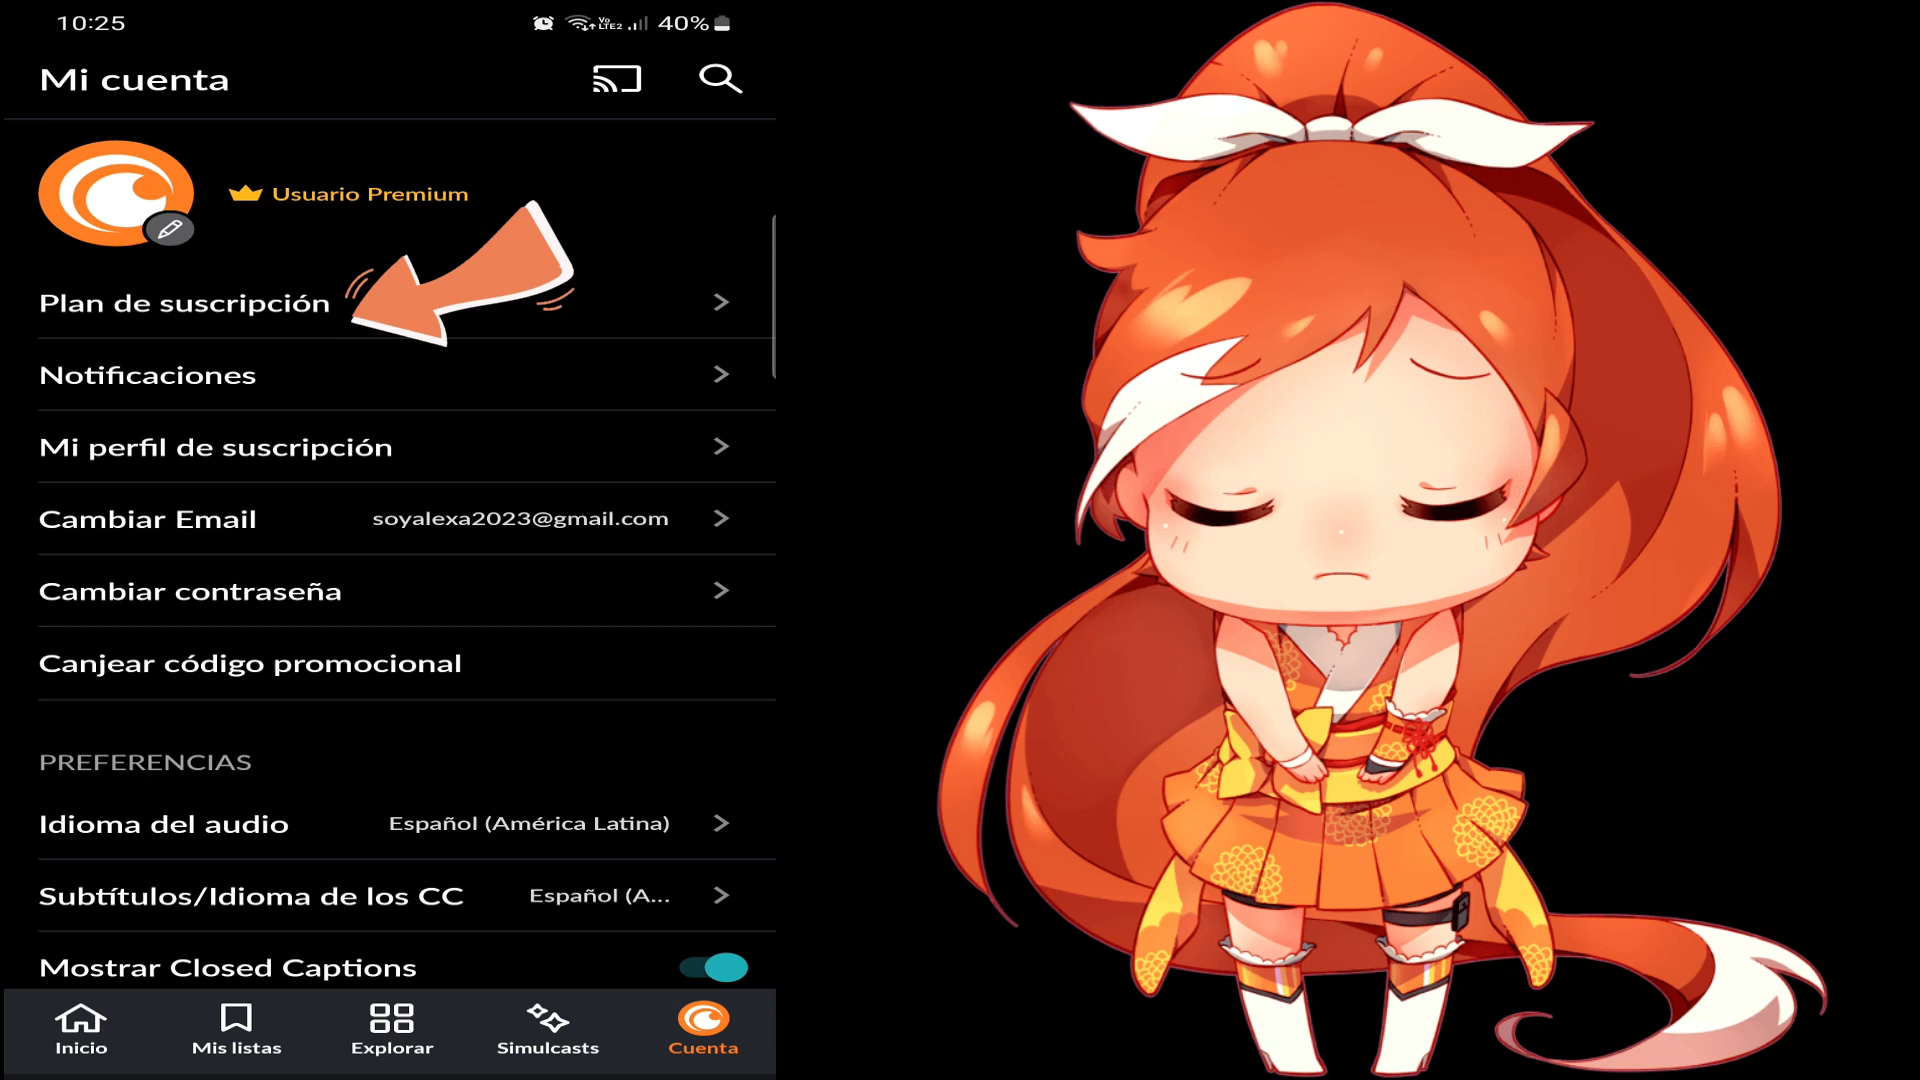 10:25
Vo
LTE2
40%
Mi cuenta
Usuario Premium
Plan de suscripción
Notificaciones
Mi perfil de suscripción
Cambiar Email soyalexa2023@gmail.com
Cambiar contraseña
Canjear código promocional
PREFERENCIAS
Idioma del audio Español (América Latina)
Subtítulos/Idioma de los CC Español (A...
Mostrar Closed Captions
Inicio Mis listas Explorar Simulcasts Cuenta